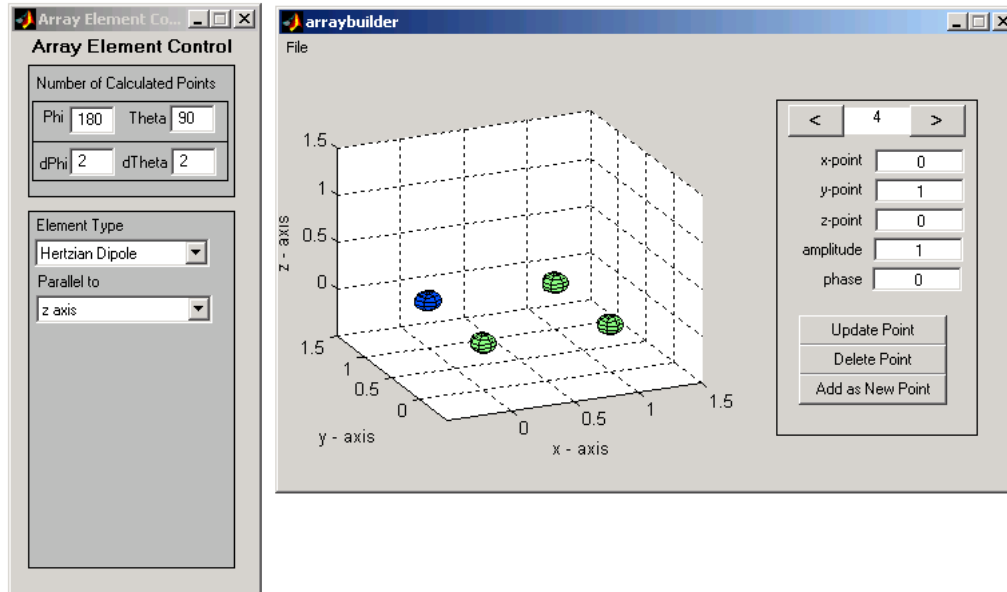 Array Element Co...
Array Element Control
Number of Calculated Points
Phi 180 Theta 90
dPhi 2 dTheta 2
Element Type
Hertzian Dipole
Parallel to
z axis
arraybuilder
File
1.5
1
0.5
0
z - axis
1.5
1
0.5
0
y - axis
0
0.5
1
1.5
x - axis
< 4 >
x-point 0
y-point 1
z-point 0
amplitude 1
phase 0
Update Point
Delete Point
Add as New Point